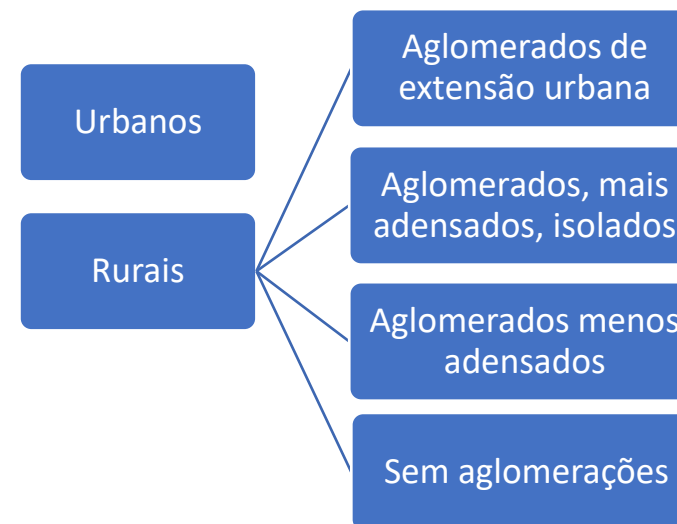 Urbanos
Rurais
Aglomerados de
extensão urbana
Aglomerados, mais
adensados, isolados
Aglomerados menos
adensados
Sem aglomerações